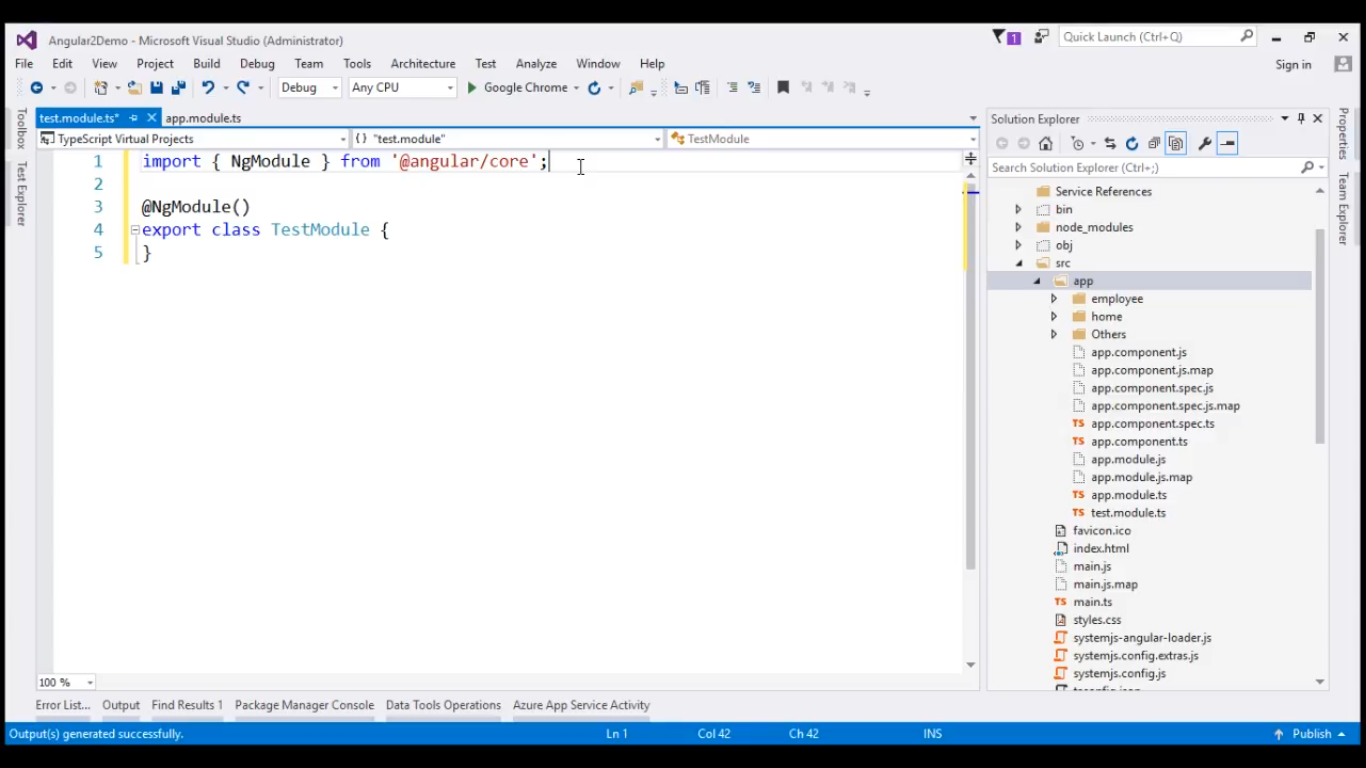 Angular2Demo - Microsoft Visual Studio (Administrator)
1
Quick Launch (Ctrl+Q)
File Edit View Project Build Debug Team Tools Architecture Test Analyze Window Help
Sign in
Debug
Any CPU
Google Chrome
Toolbox
Test Explorer
test.module.ts*
app.module.ts
TypeScript Virtual Projects
{} "test.module"
TestModule
1 import { NgModule } from '@angular/core';
2
3 @NgModule()
4 export class TestModule {
5 }
100 %
Solution Explorer
Search Solution Explorer (Ctrl+;)
Service References
bin
node_modules
obj
src
app
employee
home
Others
app.component.js
app.component.js.map
app.component.spec.js
app.component.spec.js.map
TS app.component.spec.ts
TS app.component.ts
app.module.js
app.module.js.map
TS app.module.ts
TS test.module.ts
favicon.ico
index.html
main.js
main.js.map
TS main.ts
styles.css
systemjs-angular-loader.js
systemjs.config.extras.js
systemjs.config.js
Properties
Team Explorer
Error List... Output Find Results 1 Package Manager Console Data Tools Operations Azure App Service Activity
Output(s) generated successfully. Ln 1 Col 42 Ch 42 INS Publish